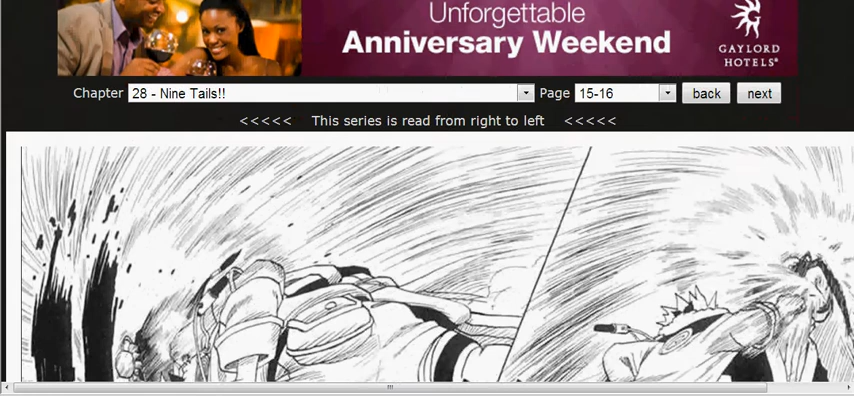 Unforgettable
Anniversary Weekend
GAYLORD
HOTELS®
Chapter 28 - Nine Tails!! Page 15-16 back next
<<<<< This series is read from right to left <<<<<